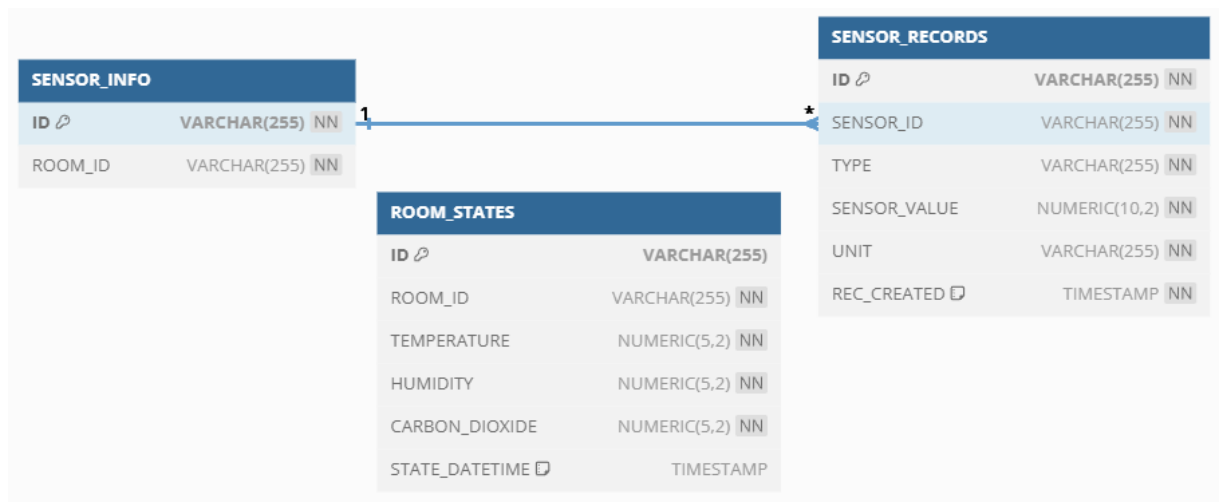 SENSOR_INFO
ID VARCHAR(255) NN
ROOM_ID VARCHAR(255) NN
1
*
ROOM_STATES
ID VARCHAR(255)
ROOM_ID VARCHAR(255) NN
TEMPERATURE NUMERIC(5,2) NN
HUMIDITY NUMERIC(5,2) NN
CARBON_DIOXIDE NUMERIC(5,2) NN
STATE_DATETIME TIMESTAMP
SENSOR_RECORDS
ID VARCHAR(255) NN
SENSOR_ID VARCHAR(255) NN
TYPE VARCHAR(255) NN
SENSOR_VALUE NUMERIC(10,2) NN
UNIT VARCHAR(255) NN
REC_CREATED TIMESTAMP NN